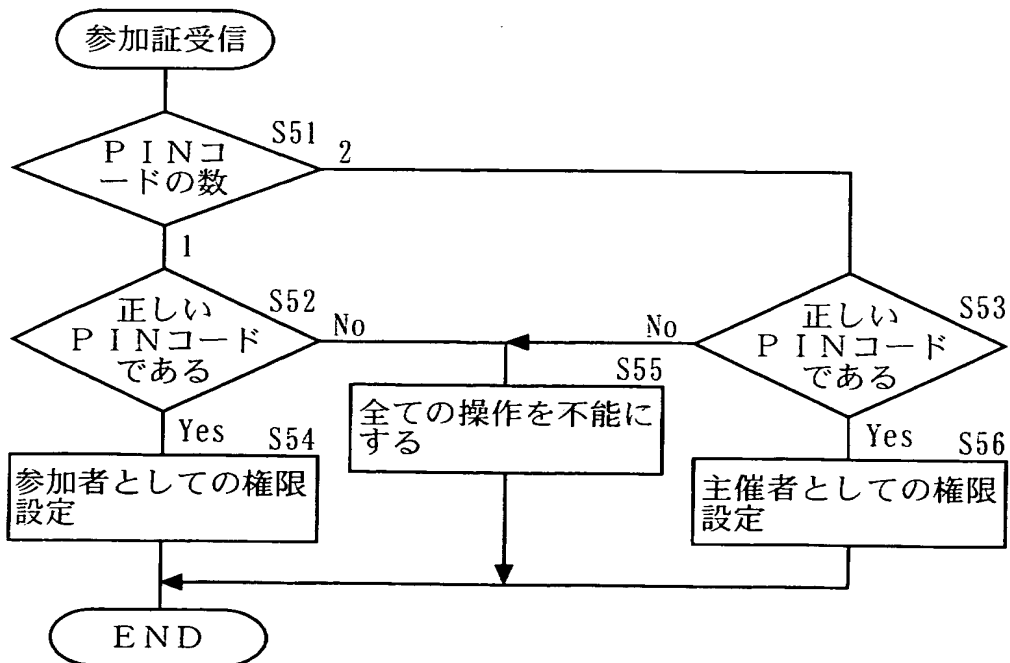 参加証受信
S51
PINコ
ードの数
2
1
正しい
PINコード
である
S52
No
No
正しい
PINコード
である
S53
S55
全ての操作を不能に
する
Yes
S54
参加者としての権限
設定
Yes
S56
主催者としての権限
設定
END